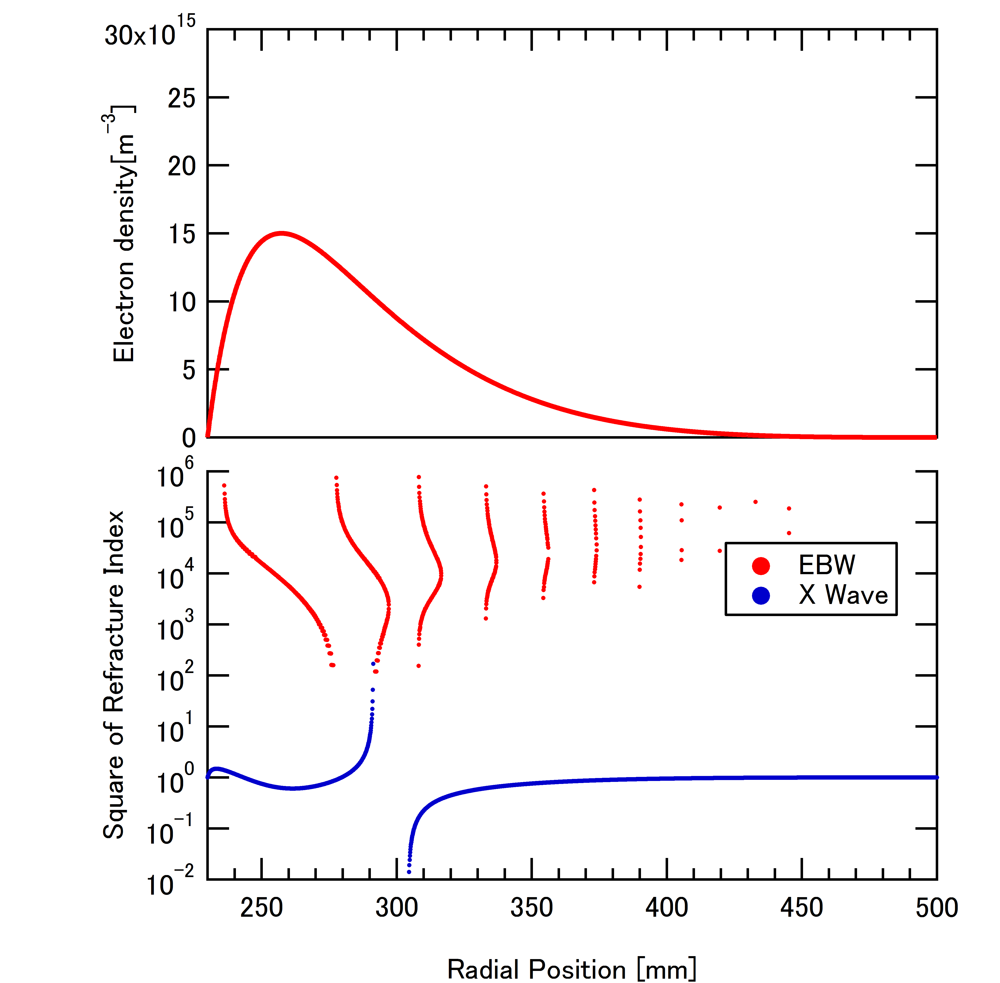 30x10^15
25
20
15
10
5
0
Electron density[m^-3]
10^6
10^5
10^4
10^3
10^2
10^1
10^0
10^-1
10^-2
Square of Refracture Index
EBW
X Wave
250 300 350 400 450 500
Radial Position [mm]